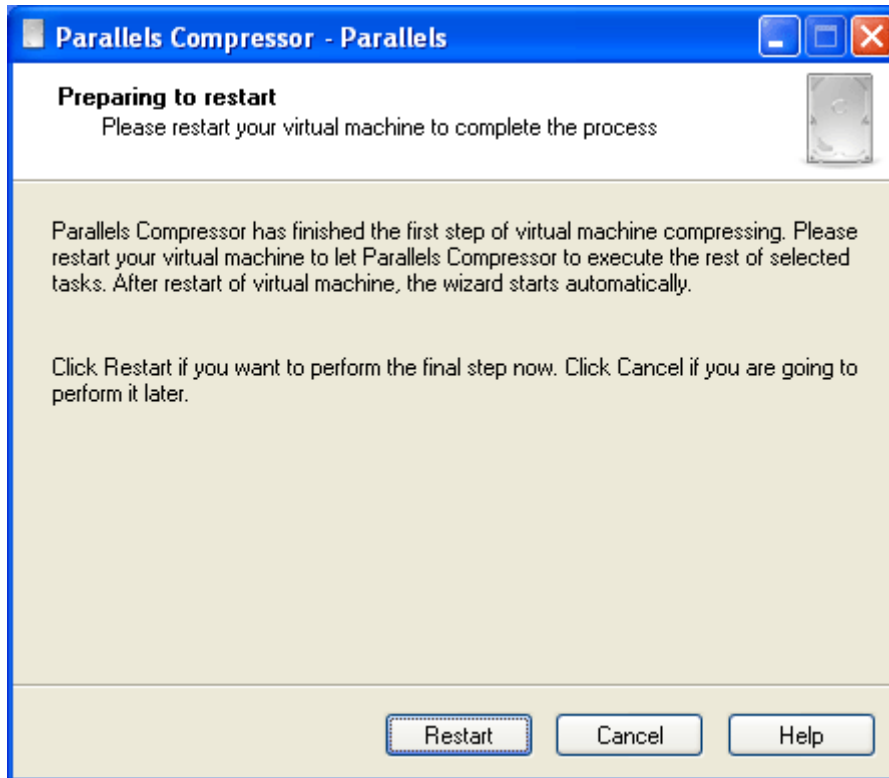 Parallels Compressor - Parallels
Preparing to restart
Please restart your virtual machine to complete the process
Parallels Compressor has finished the first step of virtual machine compressing. Please
restart your virtual machine to let Parallels Compressor to execute the rest of selected
tasks. After restart of virtual machine, the wizard starts automatically.
Click Restart if you want to perform the final step now. Click Cancel if you are going to
perform it later.
Restart Cancel Help